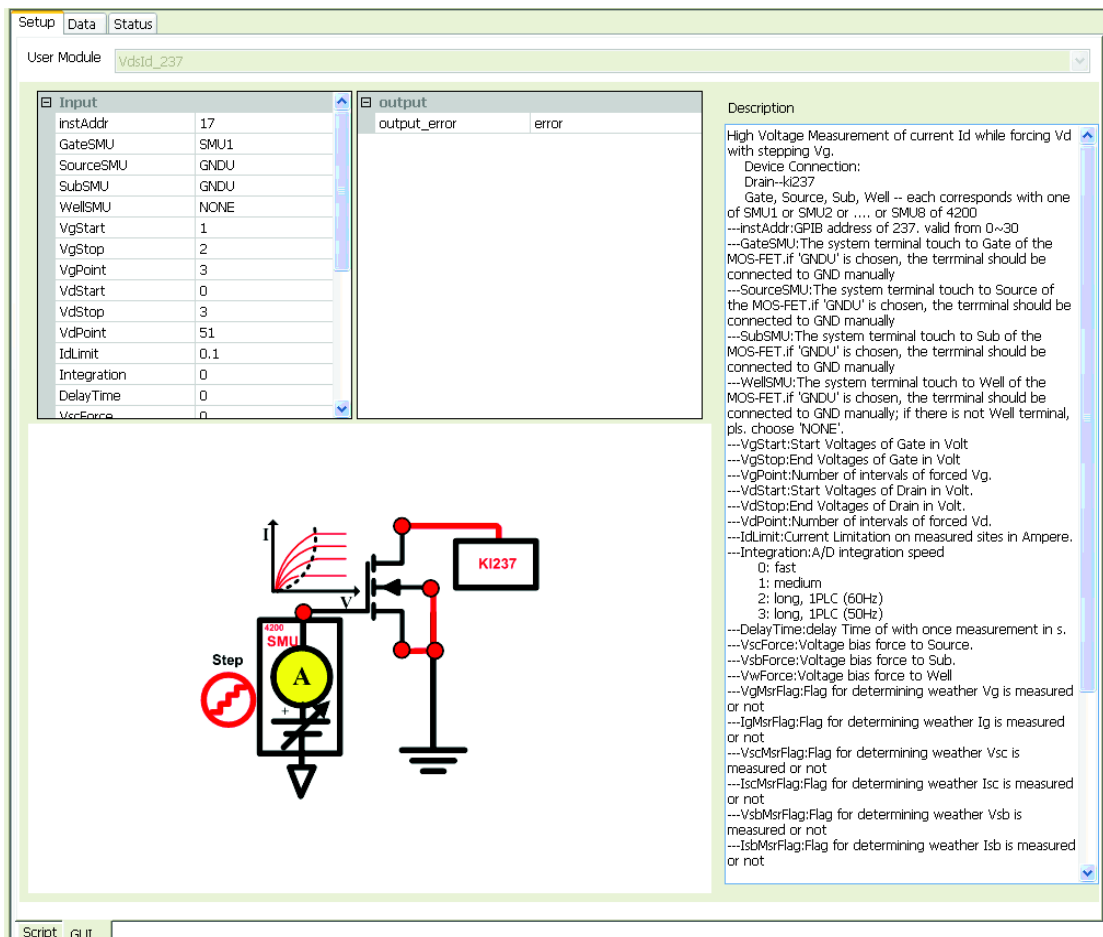 Setup Data Status
User Module VdsId_237
Input
instAddr 17
GateSMU SMU1
SourceSMU GNDU
SubSMU GNDU
WellSMU NONE
VgStart 1
VgStop 2
VgPoint 3
VdStart 0
VdStop 3
VdPoint 51
IdLimit 0.1
Integration 0
DelayTime 0
VscForce 0
output
output_error error
Description
High Voltage Measurement of current Id while forcing Vd
with stepping Vg.
Device Connection:
Drain--ki237
Gate, Source, Sub, Well -- each corresponds with one
of SMU1 or SMU2 or .... or SMU8 of 4200
---instAddr:GPIB address of 237. valid from 0~30
---GateSMU:The system terminal touch to Gate of the
MOS-FET.if 'GNDU' is chosen, the terrminal should be
connected to GND manually
---SourceSMU:The system terminal touch to Source of
the MOS-FET.if 'GNDU' is chosen, the terrminal should be
connected to GND manually
---SubSMU:The system terminal touch to Sub of the
MOS-FET.if 'GNDU' is chosen, the terrminal should be
connected to GND manually
---WellSMU:The system terminal touch to Well of the
MOS-FET.if 'GNDU' is chosen, the terminal should be
connected to GND manually; if there is not Well terminal,
pls. choose 'NONE'.
---VgStart:Start Voltages of Gate in Volt
---VgStop:End Voltages of Gate in Volt
---VgPoint:Number of intervals of forced Vg.
---VdStart:Start Voltages of Drain in Volt.
---VdStop:End Voltages of Drain in Volt.
---VdPoint:Number of intervals of forced Vd.
---IdLimit:Current Limitation on measured sites in Ampere.
---Integration:A/D integration speed
0: fast
1: medium
2: long, 1PLC (60Hz)
3: long, 1PLC (50Hz)
---DelayTime:delay Time of with once measurement in s.
---VscForce:Voltage bias force to Source.
---VsbForce:Voltage bias force to Sub.
---VwForce:Voltage bias force to Well
---VgMsrFlag:Flag for determining weather Vg is measured
or not
---IgMsrFlag:Flag for determining weather Ig is measured
or not
---VscMsrFlag:Flag for determining weather Vsc is
measured or not
---IscMsrFlag:Flag for determining weather Isc is measured
or not
---VsbMsrFlag:Flag for determining weather Vsb is
measured or not
---IsbMsrFlag:Flag for determining weather Isb is measured
or not
I
V
KI237
4200
SMU
A
+
Step
Script GUI